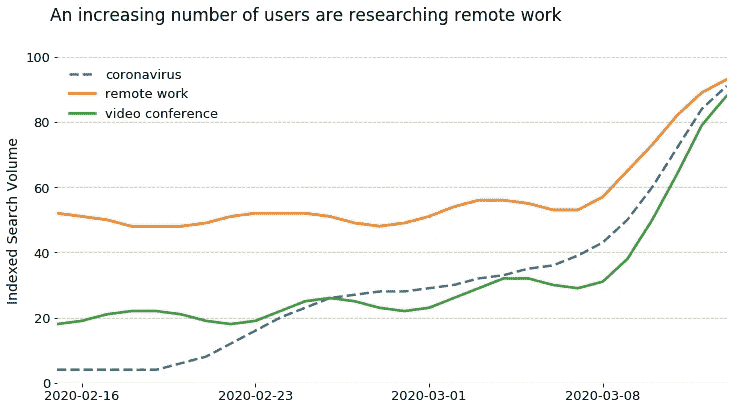 An increasing number of users are researching remote work
100
80
60
40
20
0
Indexed Search Volume
coronavirus
remote work
video conference
2020-02-16
2020-02-23
2020-03-01
2020-03-08